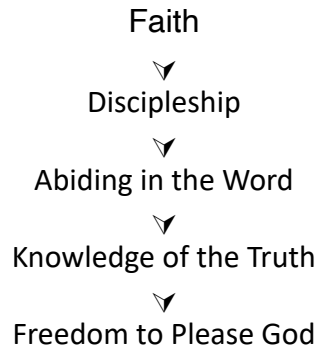 Faith
⮟
Discipleship
⮟
Abiding in the Word
⮟
Knowledge of the Truth
⮟
Freedom to Please God